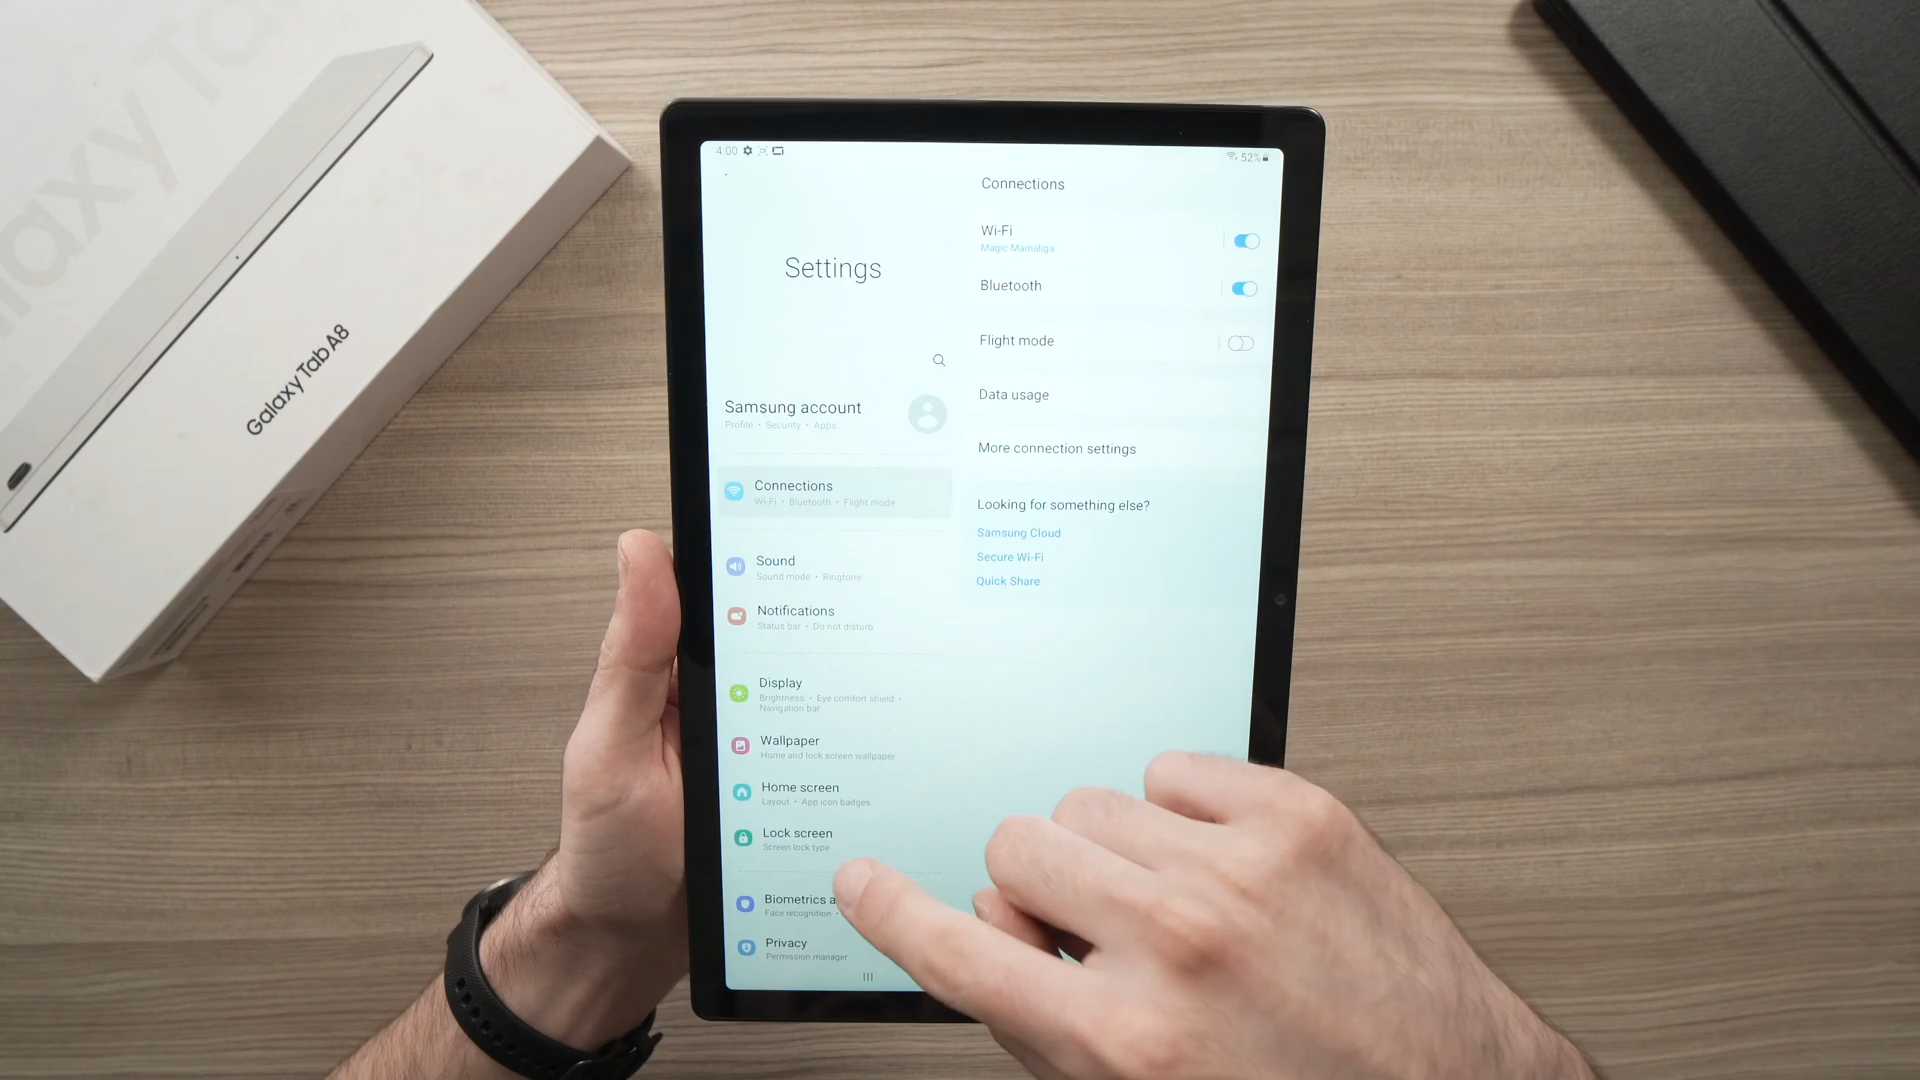 Galaxy Tab A8
4:00
52%
Settings
Samsung account
Profile • Security • Apps
Connections
Wi-Fi • Bluetooth • Flight mode
Sound
Sound mode • Ringtone
Notifications
Status bar • Do not disturb
Display
Brightness • Eye comfort shield •
Navigation bar
Wallpaper
Home and lock screen wallpaper
Home screen
Layout • App icon badges
Lock screen
Screen lock type
Biometrics a
Face recognition •
Privacy
Permission manager
Connections
Wi-Fi
Magic Mamaliga
Bluetooth
Flight mode
Data usage
More connection settings
Looking for something else?
Samsung Cloud
Secure Wi-Fi
Quick Share